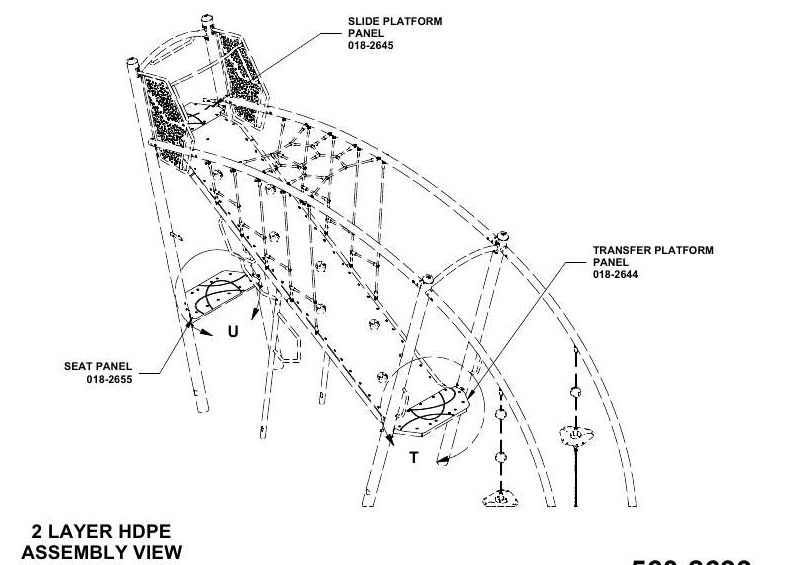 SLIDE PLATFORM
PANEL
018-2645
TRANSFER PLATFORM
PANEL
018-2644
U
SEAT PANEL
018-2655
T
2 LAYER HDPE
ASSEMBLY VIEW